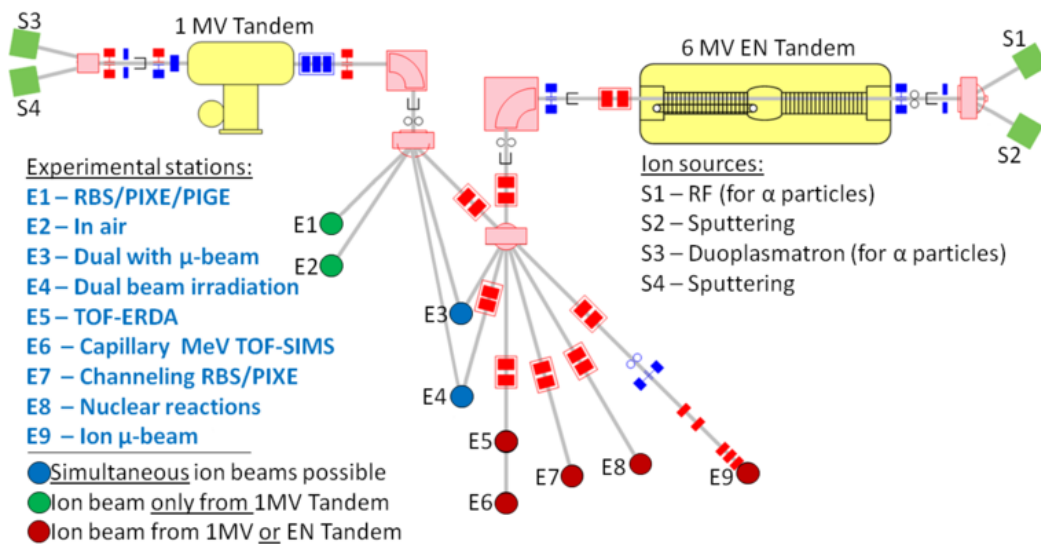 S3
S4
1 MV Tandem
6 MV EN Tandem
S1
S2
Experimental stations:
E1 – RBS/PIXE/PIGE
E2 – In air
E3 – Dual with μ-beam
E4 – Dual beam irradiation
E5 – TOF-ERDA
E6 – Capillary MeV TOF-SIMS
E7 – Channeling RBS/PIXE
E8 – Nuclear reactions
E9 – Ion μ-beam
Simultaneous ion beams possible
Ion beam only from 1MV Tandem
Ion beam from 1MV or EN Tandem
Ion sources:
S1 – RF (for α particles)
S2 – Sputtering
S3 – Duoplasmatron (for α particles)
S4 – Sputtering
E1
E2
E3
E4
E5
E6
E7
E8
E9